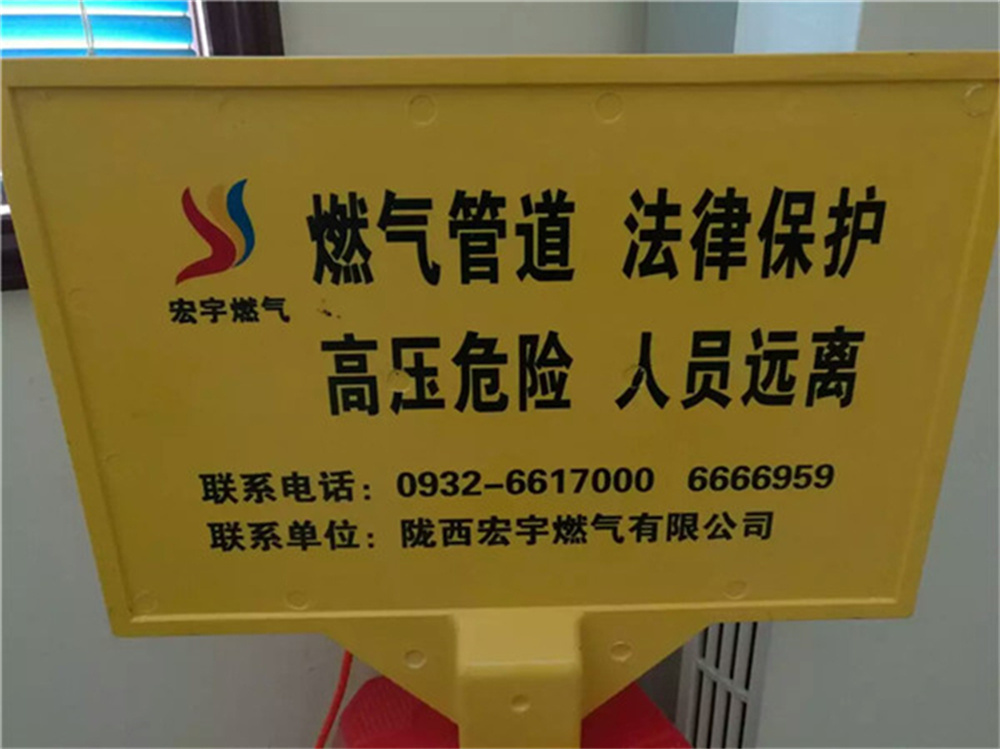 燃气管道 法律保护
宏宇燃气
高压危险 人员远离
联系电话：0932-6617000 6666959
联系单位：陇西宏宇燃气有限公司